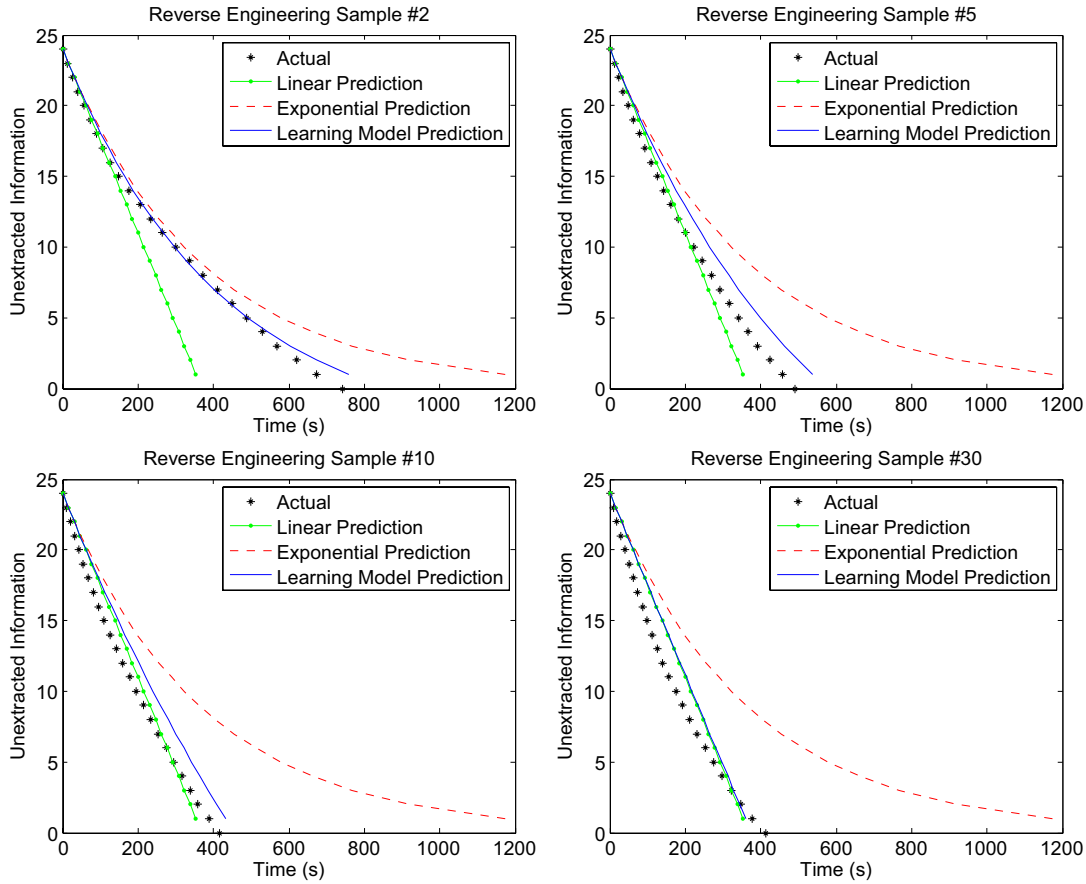 Reverse Engineering Sample #2
25
20
15
10
5
0
Unextracted Information
0 200 400 600 800 1000 1200
Time (s)
Actual
Linear Prediction
Exponential Prediction
Learning Model Prediction
Reverse Engineering Sample #5
25
20
15
10
5
0
Unextracted Information
0 200 400 600 800 1000 1200
Time (s)
Actual
Linear Prediction
Exponential Prediction
Learning Model Prediction
Reverse Engineering Sample #10
25
20
15
10
5
0
Unextracted Information
0 200 400 600 800 1000 1200
Time (s)
Actual
Linear Prediction
Exponential Prediction
Learning Model Prediction
Reverse Engineering Sample #30
25
20
15
10
5
0
Unextracted Information
0 200 400 600 800 1000 1200
Time (s)
Actual
Linear Prediction
Exponential Prediction
Learning Model Prediction